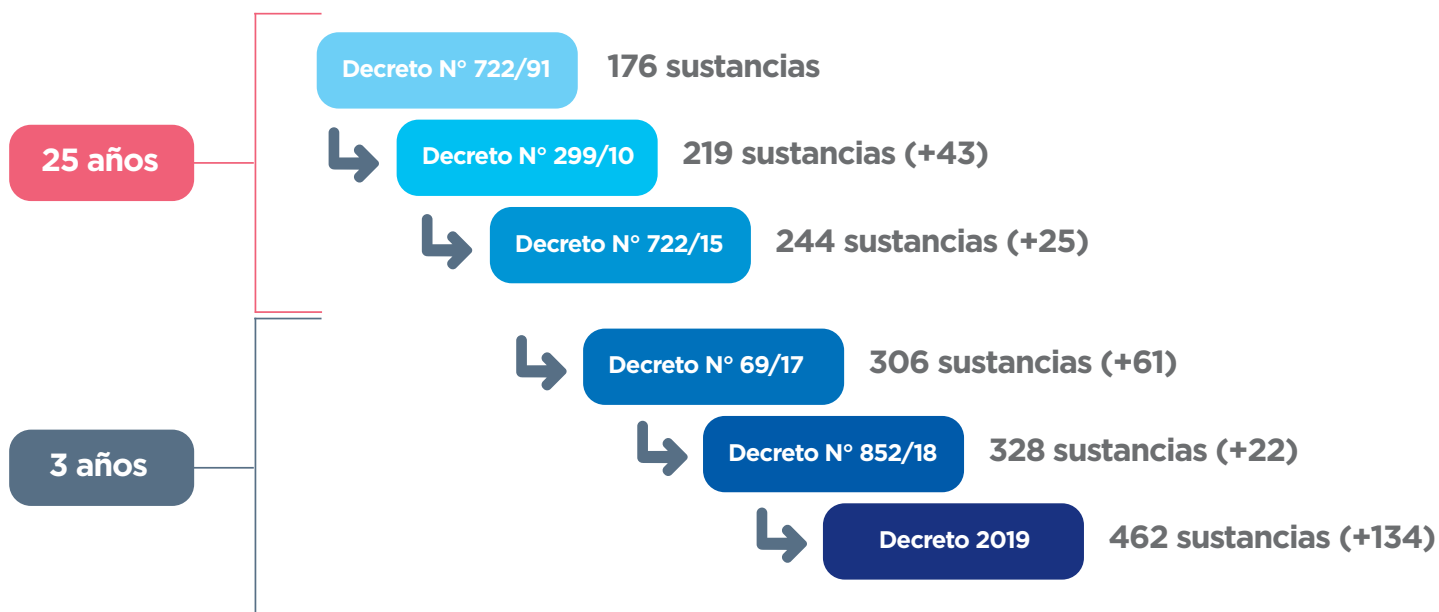 Decreto N° 722/91 176 sustancias
25 años
Decreto N° 299/10 219 sustancias (+43)
Decreto N° 722/15 244 sustancias (+25)
Decreto N° 69/17 306 sustancias (+61)
3 años
Decreto N° 852/18 328 sustancias (+22)
Decreto 2019 462 sustancias (+134)